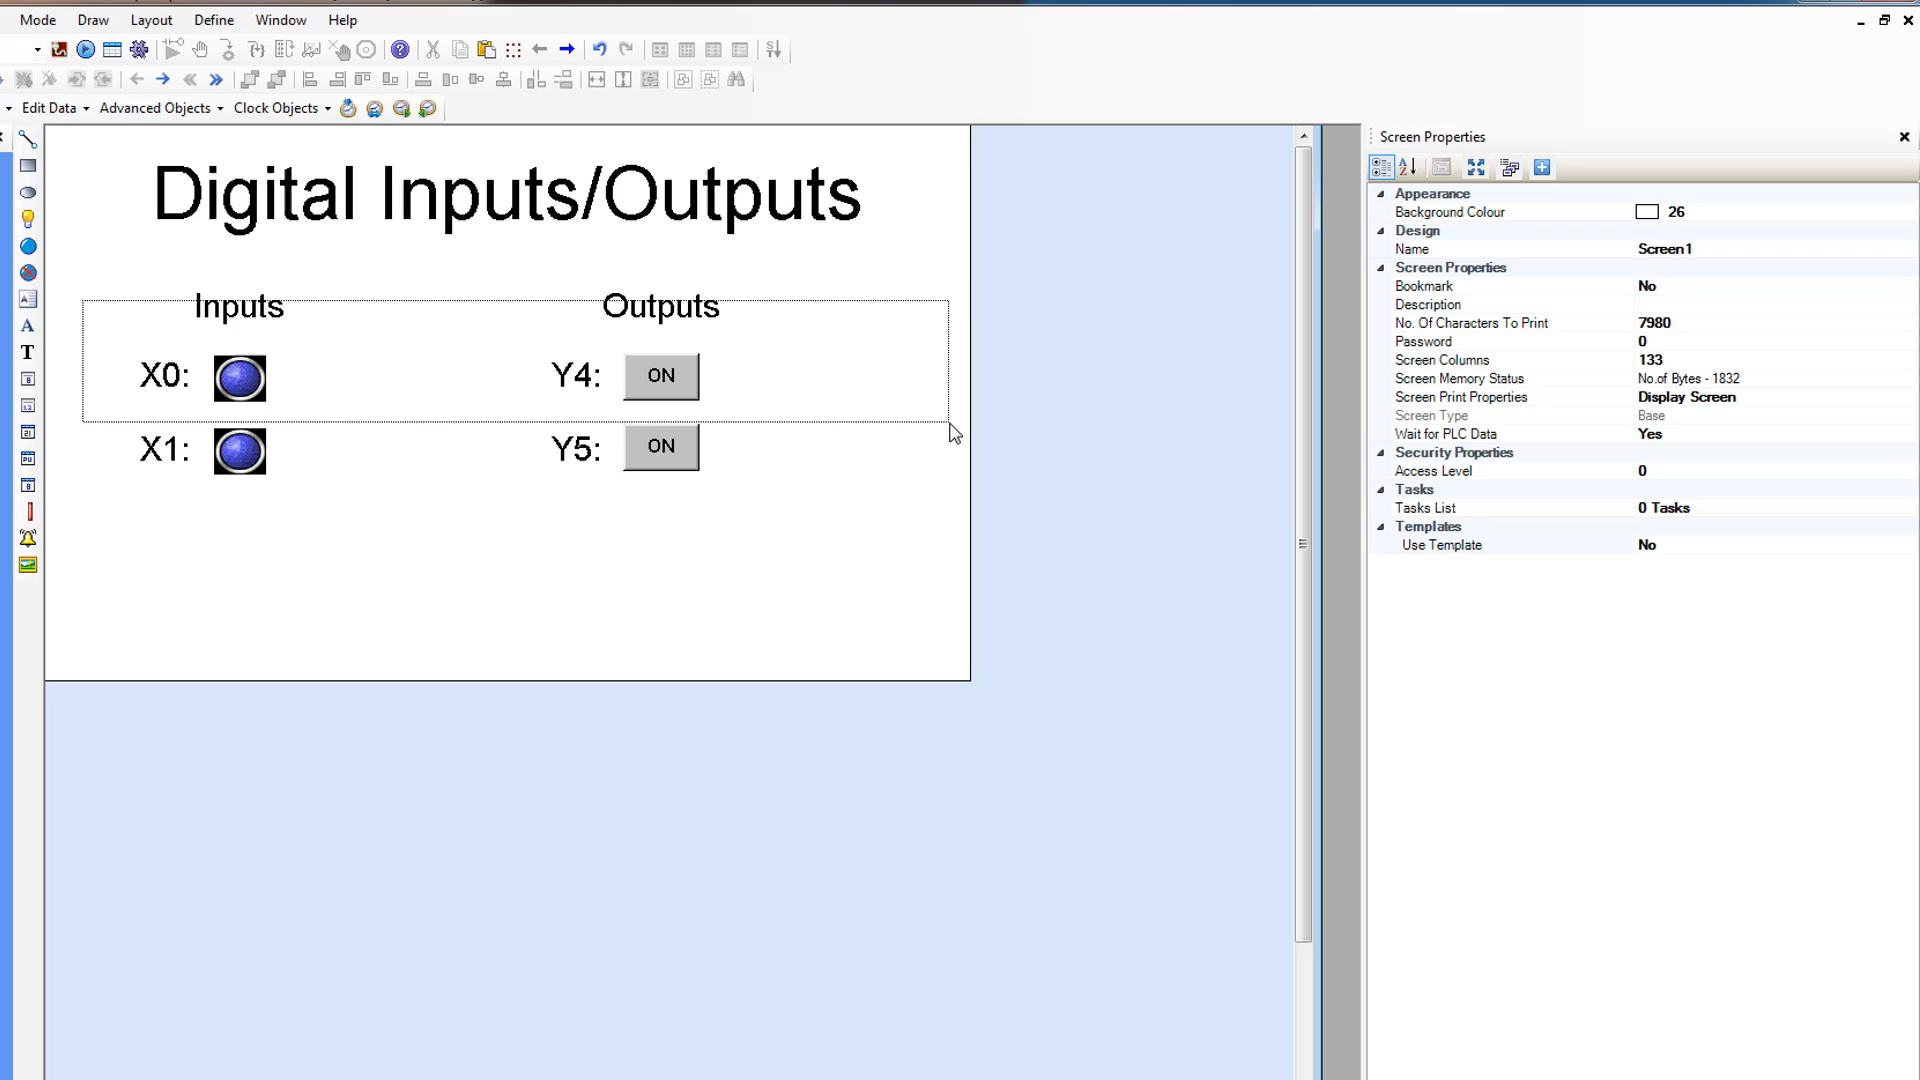 Mode Draw Layout Define Window Help
Edit Data Advanced Objects Clock Objects
Digital Inputs/Outputs
Inputs Outputs
X0: Y4: ON
X1: Y5: ON
Screen Properties
Appearance
Background Colour 26
Design
Name Screen1
Screen Properties
Bookmark No
Description
No. Of Characters To Print 7980
Password 0
Screen Columns 133
Screen Memory Status No.of Bytes - 1832
Screen Print Properties Display Screen
Screen Type Base
Wait for PLC Data Yes
Security Properties
Access Level 0
Tasks
Tasks List 0 Tasks
Templates
Use Template No